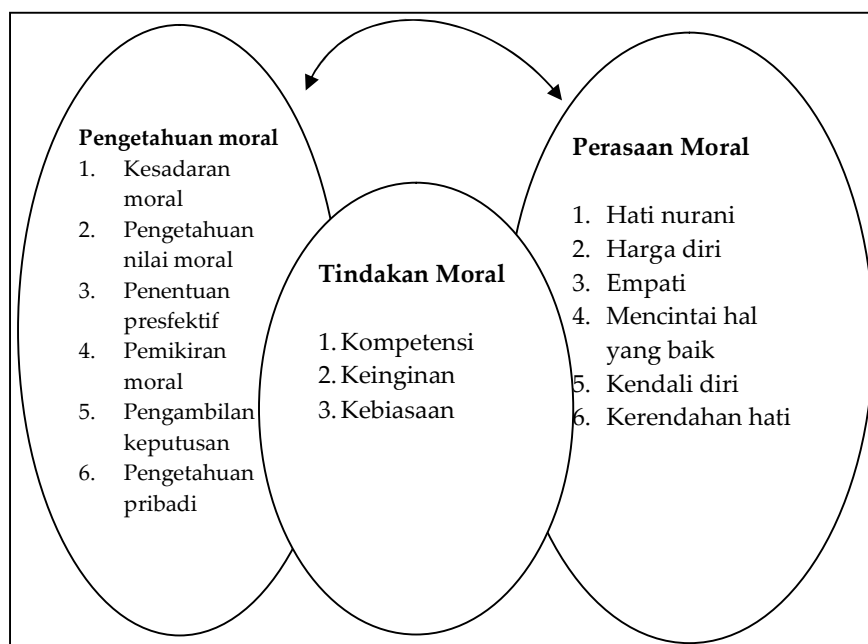 Pengetahuan moral
1. Kesadaran
moral
2. Pengetahuan
nilai moral
3. Penentuan
presfektif
4. Pemikiran
moral
5. Pengambilan
keputusan
6. Pengetahuan
pribadi
Tindakan Moral
1. Kompetensi
2. Keinginan
3. Kebiasaan
Perasaan Moral
1. Hati nurani
2. Harga diri
3. Empati
4. Mencintai hal
yang baik
5. Kendali diri
6. Kerendahan hati